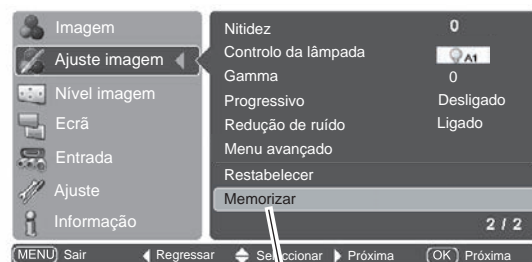 Imagem
Ajuste imagem
Nível imagem
Ecrã
Entrada
Ajuste
Informação
Nitidez 0
Controlo da lâmpada A1
Gamma 0
Progressivo Desligado
Redução de ruído Ligado
Menu avançado
Restabelecer
Memorizar
2 / 2
MENU Sair Regressar Seleccionar Próxima OK Próxima